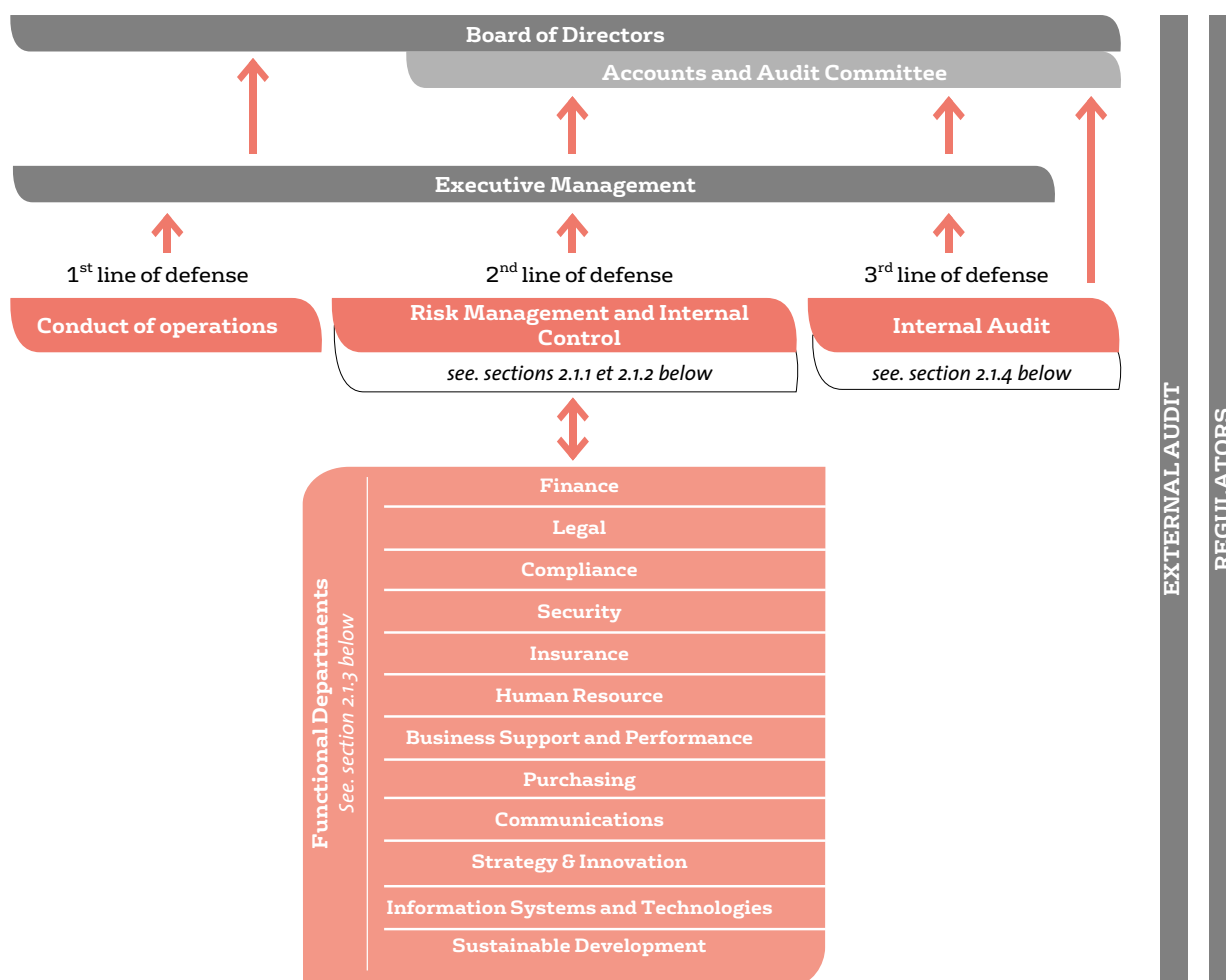 Board of Directors
Accounts and Audit Committee
Executive Management
1st line of defense
2nd line of defense
3rd line of defense
Conduct of operations
Risk Management and Internal
Control
Internal Audit
see. sections 2.1.1 et 2.1.2 below
see. section 2.1.4 below
Functional Departments
See. section 2.1.3 below
Finance
Legal
Compliance
Security
Insurance
Human Resource
Business Support and Performance
Purchasing
Communications
Strategy & Innovation
Information Systems and Technologies
Sustainable Development
EXTERNAL AUDIT
REGULATORS